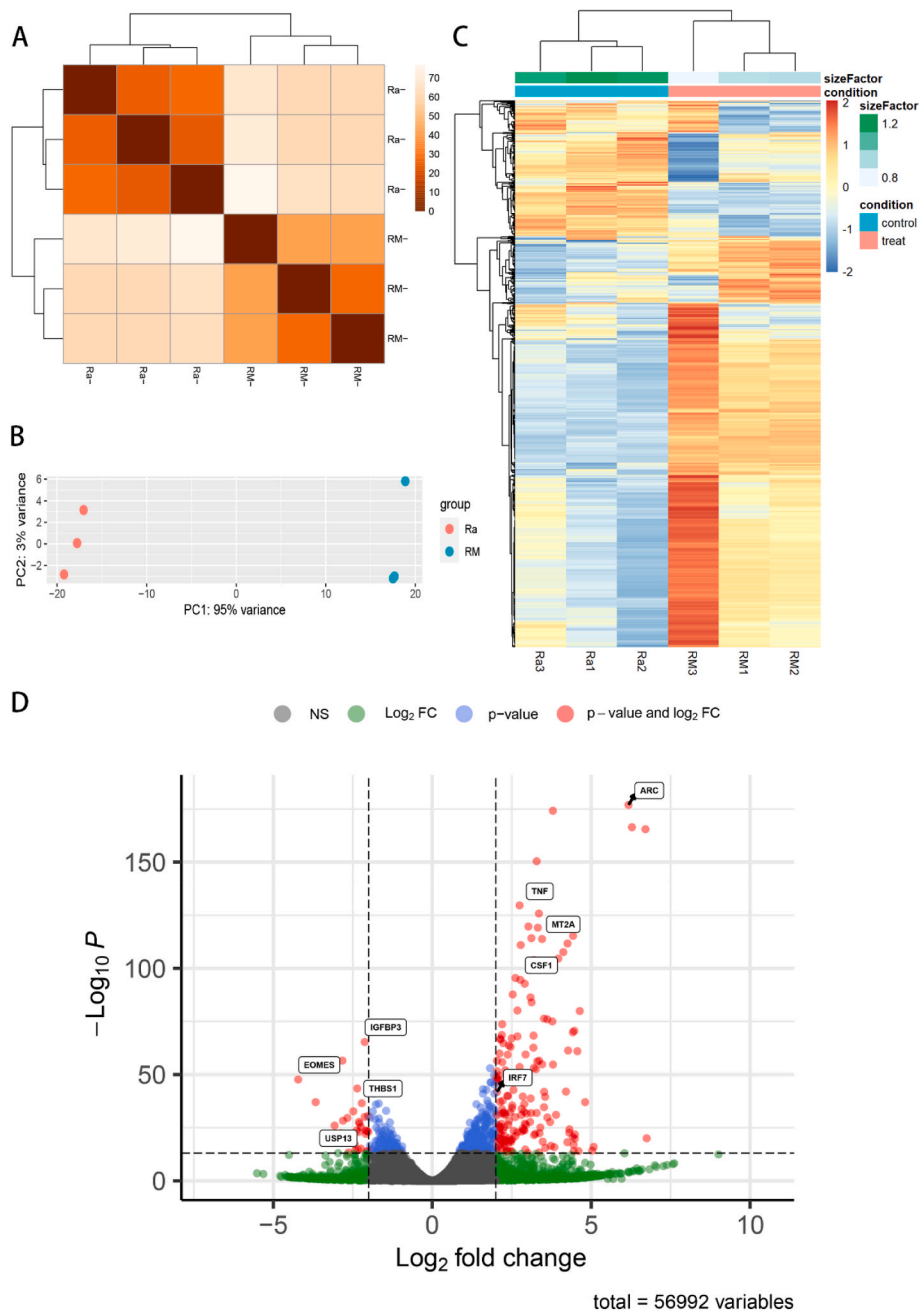 A
70
60
50
40
30
20
10
0
Ra−
Ra−
Ra−
RM−
RM−
RM−
Ra−
Ra−
Ra−
RM−
RM−
RM−
B
PC2: 3% variance
6
4
2
0
−2
−20
−10
0
10
20
PC1: 95% variance
group
Ra
RM
C
sizeFactor
condition
2
1
0
-1
-2
sizeFactor
1.2
0.8
condition
control
treat
Ra3
Ra1
Ra2
RM3
RM1
RM2
D
NS
Log2 FC
p−value
p − value and log2 FC
−Log10 P
150
100
50
0
ARC
TNF
MT2A
CSF1
IGFBP3
EOMES
THBS1
IRF7
USP13
−5
0
5
10
Log2 fold change
total = 56992 variables